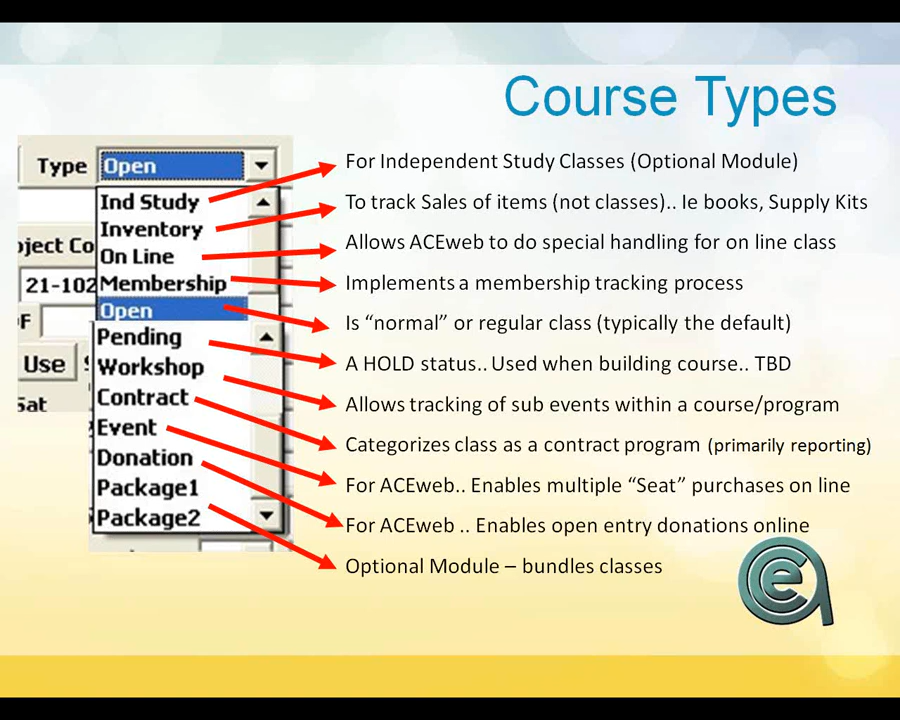 Course Types
Type Open
Ind Study
Inventory
On Line
Membership
Open
Pending
Workshop
Contract
Event
Donation
Package1
Package2
oject Co
21-102
F
Use
Sat
For Independent Study Classes (Optional Module)
To track Sales of items (not classesses).. Ie books, Supply Kits
Allows ACEweb to do special handling for on line class
Implements a membership tracking process
Is “normal” or regular class (typically the default)
A HOLD status.. Used when building course.. TBD
Allows tracking of sub events within a course/program
Categorizes class as a contract program (primarily reporting)
For ACEweb.. Enables multiple “Seat” purchases on line
For ACEweb .. Enables open entry donations online
Optional Module – bundles classes